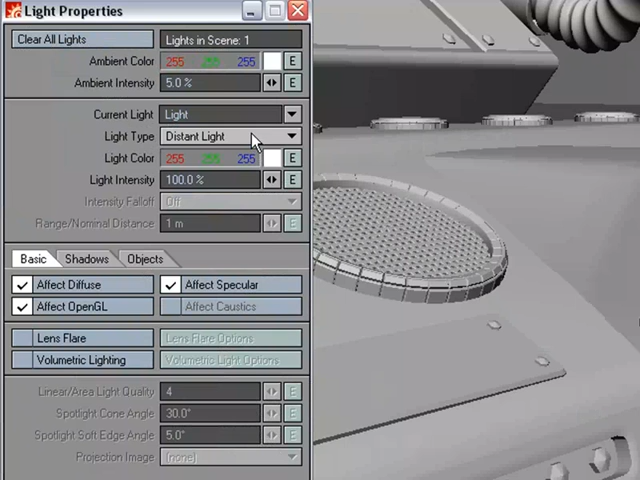 Light Properties
Clear All Lights Lights in Scene: 1
Ambient Color 255 255 255 E
Ambient Intensity 5.0 % E
Current Light Light
Light Type Distant Light
Light Color 255 255 255 E
Light Intensity 100.0 % E
Intensity Falloff Off
Range/Nominal Distance 1 m E
Basic Shadows Objects
Affect Diffuse Affect Specular
Affect OpenGL Affect Caustics
Lens Flare Lens Flare Options
Volumetric Lighting Volumetric Light Options
Linear/Area Light Quality 4 E
Spotlight Cone Angle 30.0° E
Spotlight Soft Edge Angle 5.0° E
Projection Image (none)